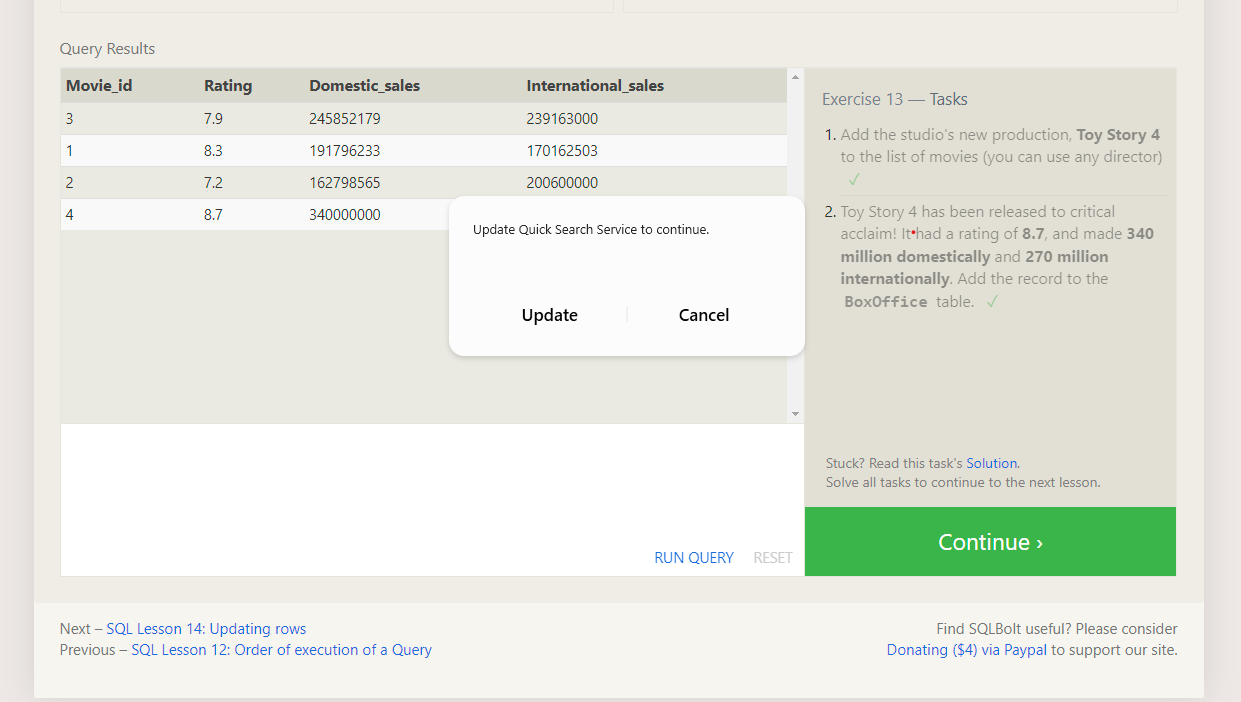 Query Results
Movie_id Rating Domestic_sales International_sales
3 7.9 245852179 239163000
1 8.3 191796233 170162503
2 7.2 162798565 200600000
4 8.7 340000000
Update Quick Search Service to continue.
Update Cancel
RUN QUERY RESET
Exercise 13 — Tasks
1. Add the studio's new production, Toy Story 4
to the list of movies (you can use any director)
✓
2. Toy Story 4 has been released to critical
acclaim! It had a rating of 8.7, and made 340
million domestically and 270 million
internationally. Add the record to the
BoxOffice table. ✓
Stuck? Read this task's Solution.
Solve all tasks to continue to the next lesson.
Continue ›
Next – SQL Lesson 14: Updating rows
Previous – SQL Lesson 12: Order of execution of a Query
Find SQLBolt useful? Please consider
Donating ($4) via Paypal to support our site.